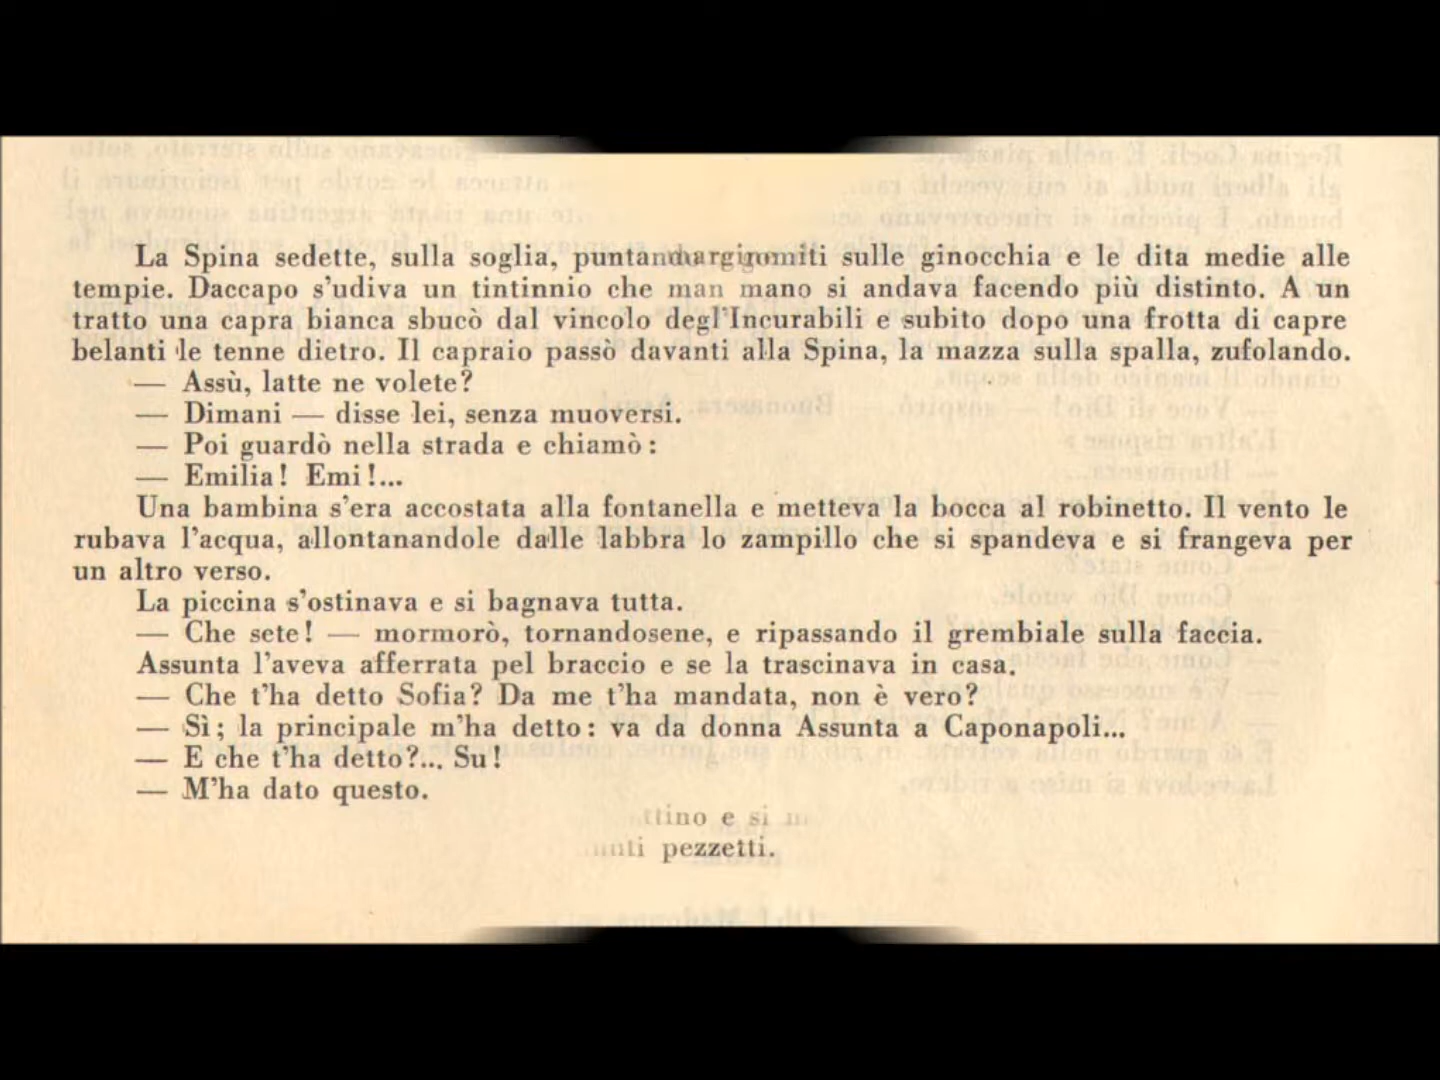 La Spina sedette, sulla soglia, puntan sulle ginocchia e le dita medie alle
tempie. Daccapo s'udiva un tintinnio che man mano si andava facendo più distinto. A un
tratto una capra bianca sbucò dal vincolo degl'Incurabili e subito dopo una frotta di capre
belanti le tenne dietro. Il capraio passò davanti alla Spina, la mazza sulla spalla, zufolando.
— Assù, latte ne volete?
— Dimani — disse lei, senza muoversi.
— Poi guardò nella strada e chiamò :
— Emilia ! Emi !...
Una bambina s'era accostata alla fontanella e metteva la bocca al robinetto. Il vento le
rubava l'acqua, allontanandole dalle labbra lo zampillo che si spandeva e si frangeva per
un altro verso.
La piccina s'ostinava e si bagnava tutta.
— Che sete ! — mormorò, tornandosene, e ripassando il grembiale sulla faccia.
Assunta l'aveva afferrata pel braccio e se la trascinava in casa.
— Che t'ha detto Sofia? Da me t'ha mandata, non è vero?
— Sì ; la principale m'ha detto : va da donna Assunta a Caponapoli...
— E che t'ha detto?... Su !
— M'ha dato questo.
ttino e si
pezzetti.